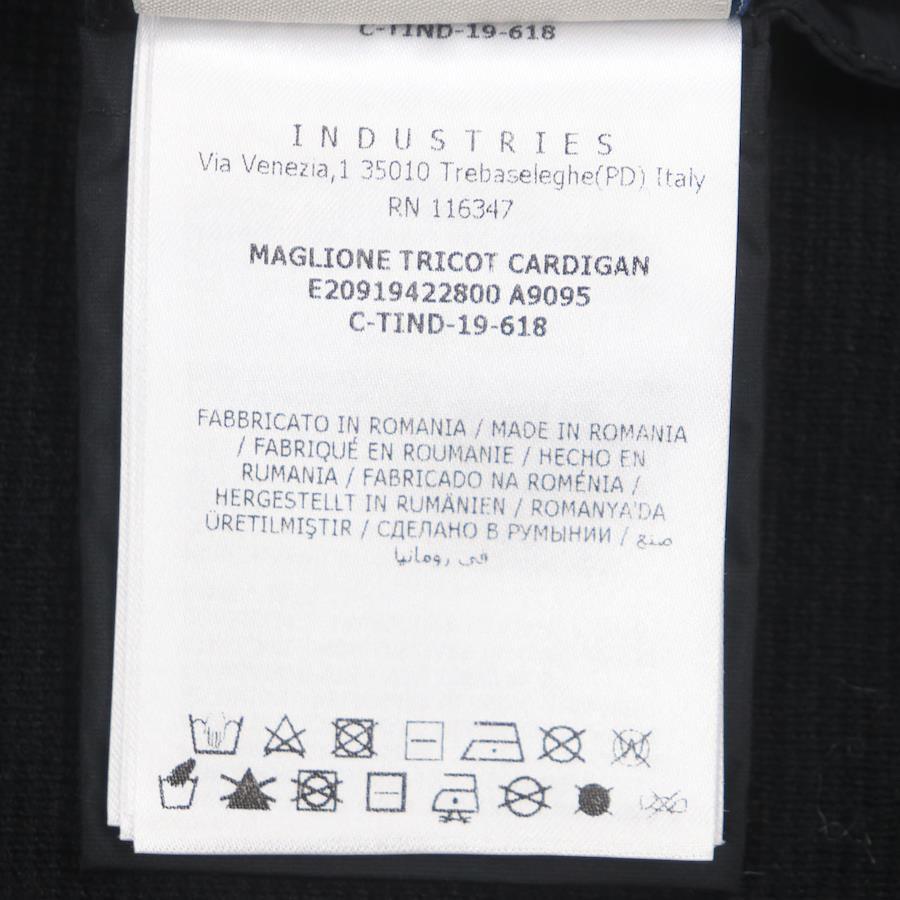 C-TIND-19-618
INDUSTRIES
Via Venezia,1 35010 Trebaseleghe(PD) Italy
RN 116347
MAGLIONE TRICOT CARDIGAN
E20919422800 A9095
C-TIND-19-618
FABBRICATO IN ROMANIA / MADE IN ROMANIA
/ FABRIQUÉ EN ROUMANIE / HECHO EN
RUMANIA / FABRICADO NA ROMÉNIA /
HERGESTELLT IN RUMÄNIEN / ROMANYA'DA
ÜRETILMIŞTIR / СДЕЛАНО В РУМЫНИИ / صنع
في رومانيا